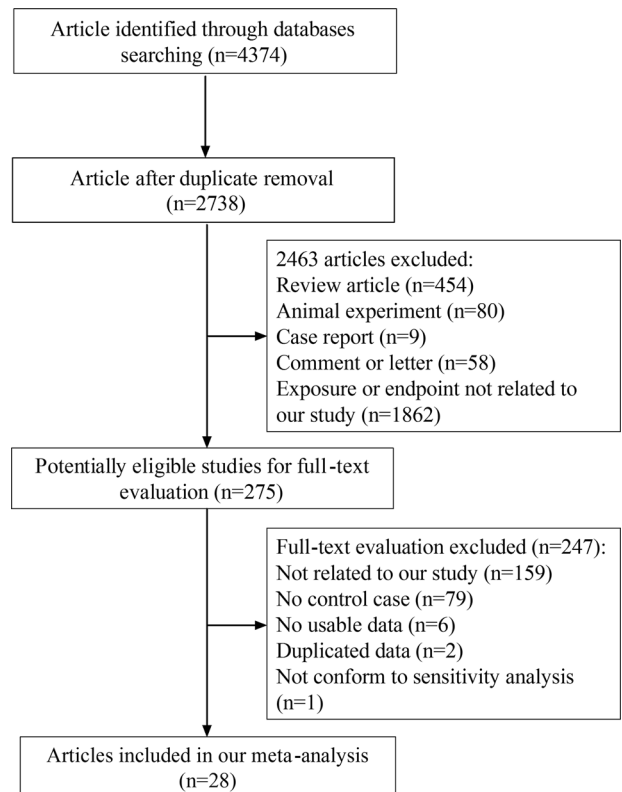 Article identified through databases
searching (n=4374)
Article after duplicate removal
(n=2738)
2463 articles excluded:
Review article (n=454)
Animal experiment (n=80)
Case report (n=9)
Comment or letter (n=58)
Exposure or endpoint not related to
our study (n=1862)
Potentially eligible studies for full-text
evaluation (n=275)
Full-text evaluation excluded (n=247):
Not related to our study (n=159)
No control case (n=79)
No usable data (n=6)
Duplicated data (n=2)
Not conform to sensitivity analysis
(n=1)
Articles included in our meta-analysis
(n=28)